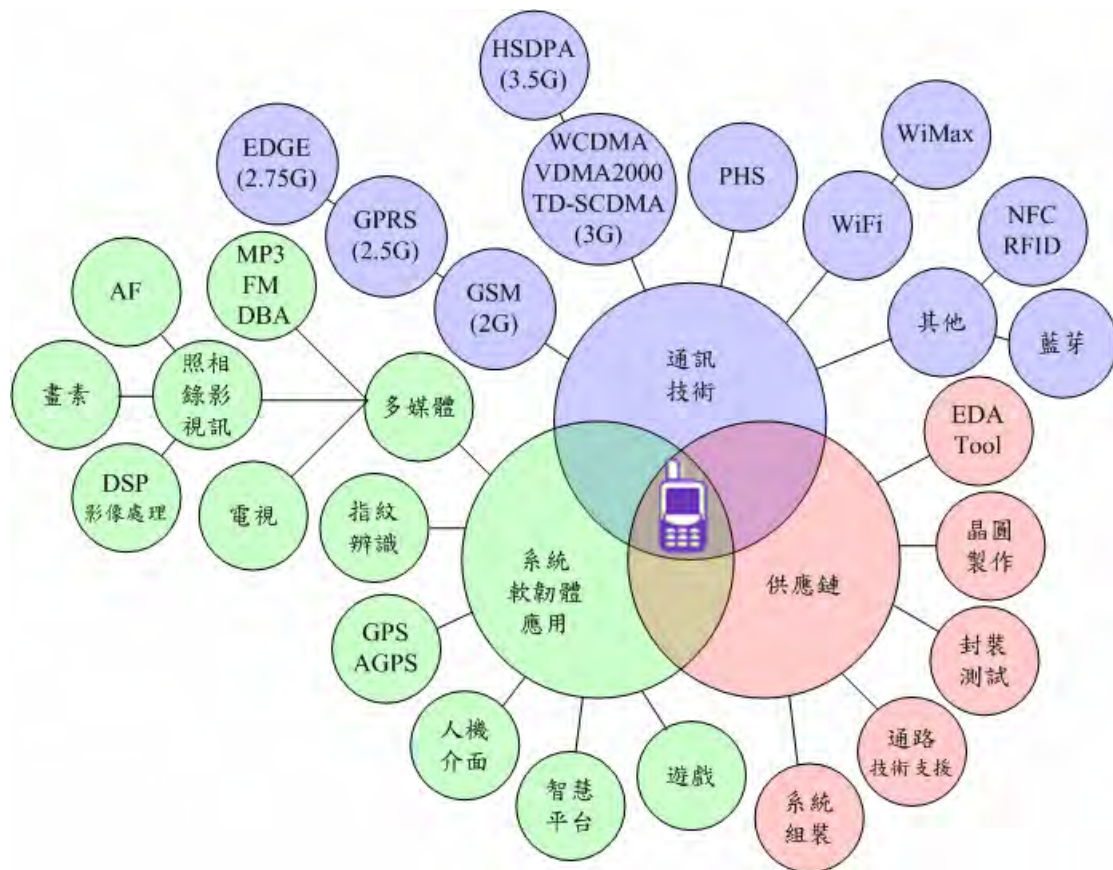 HSDPA
(3.5G)
WCDMA
VDMA2000
TD-SCDMA
(3G)
PHS
WiMax
WiFi
NFC
RFID
其他
藍芽
EDGE
(2.75G)
GPRS
(2.5G)
GSM
(2G)
通訊
技術
MP3
FM
DBA
AF
照相
錄影
視訊
畫素
DSP
影像處理
電視
多媒體
指紋
辨識
GPS
AGPS
人機
介面
智慧
平台
遊戲
系統
軟韌體
應用
供應鏈
EDA
Tool
晶圓
製作
封裝
測試
通路
技術支援
系統
組裝